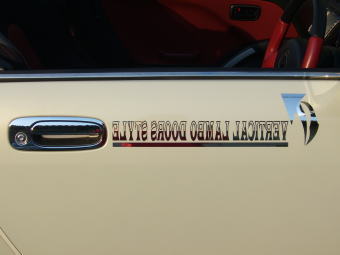 VERTICAL LAMBO DOORS STYLE